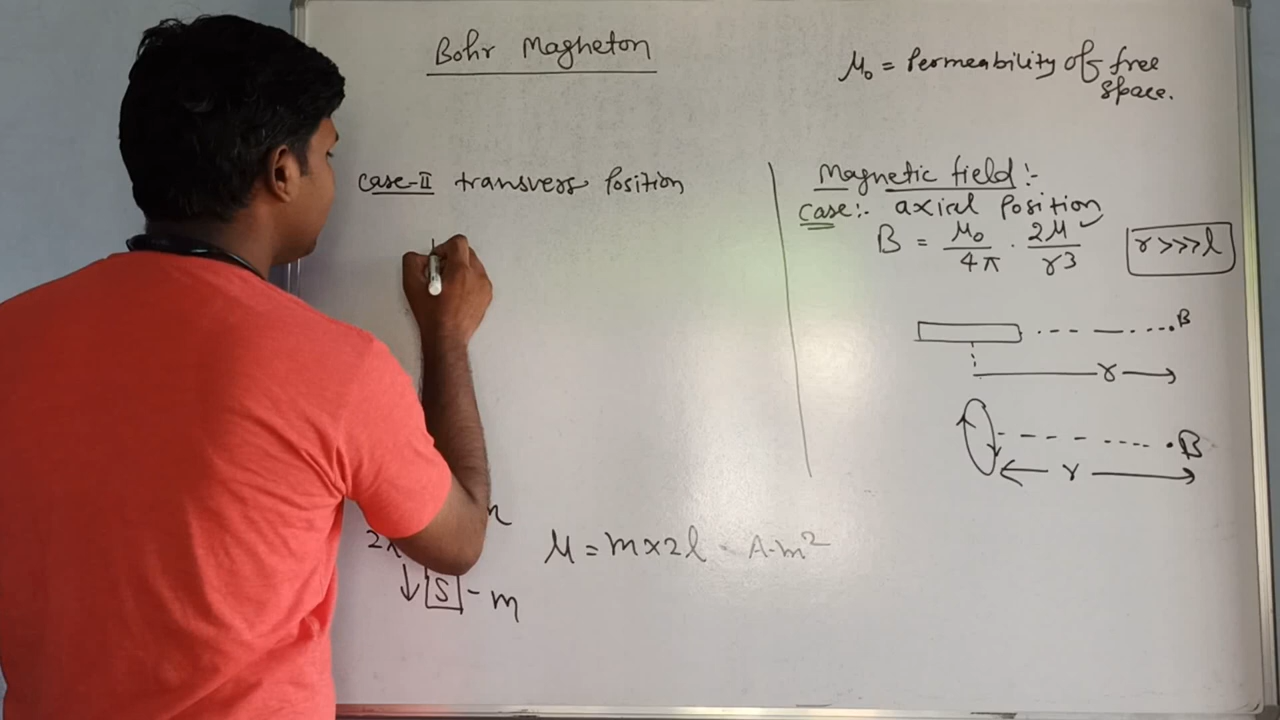 Bohr Magneton
μ₀ = Permeability of free
space.
case-II transvers Position
Magnetic field :-
case:- axial Position
B = μ₀/4π · 2M/r3
r >>> l
B
r
B
r
M = m×2l A-m²
S - m